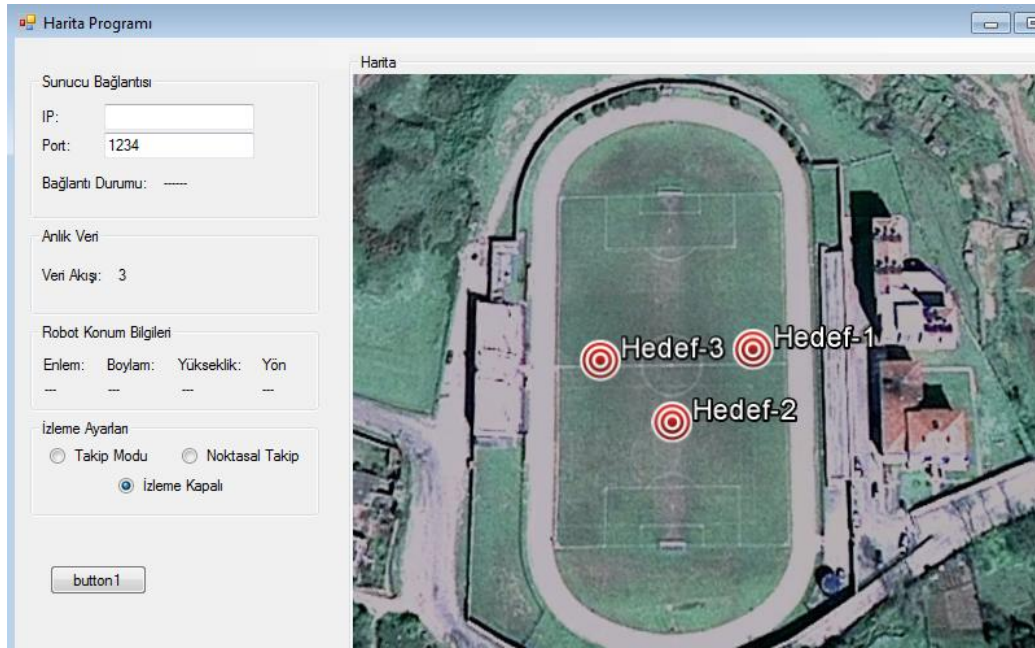 Harita Programı
Sunucu Bağlantısı
IP:
Port: 1234
Bağlantı Durumu: ------
Anlık Veri
Veri Akışı: 3
Robot Konum Bilgileri
Enlem: Boylam: Yükseklik: Yön
--- --- --- ---
İzleme Ayarları
Takip Modu Noktasal Takip
İzleme Kapalı
button1
Harita
Hedef-3 Hedef-1
Hedef-2